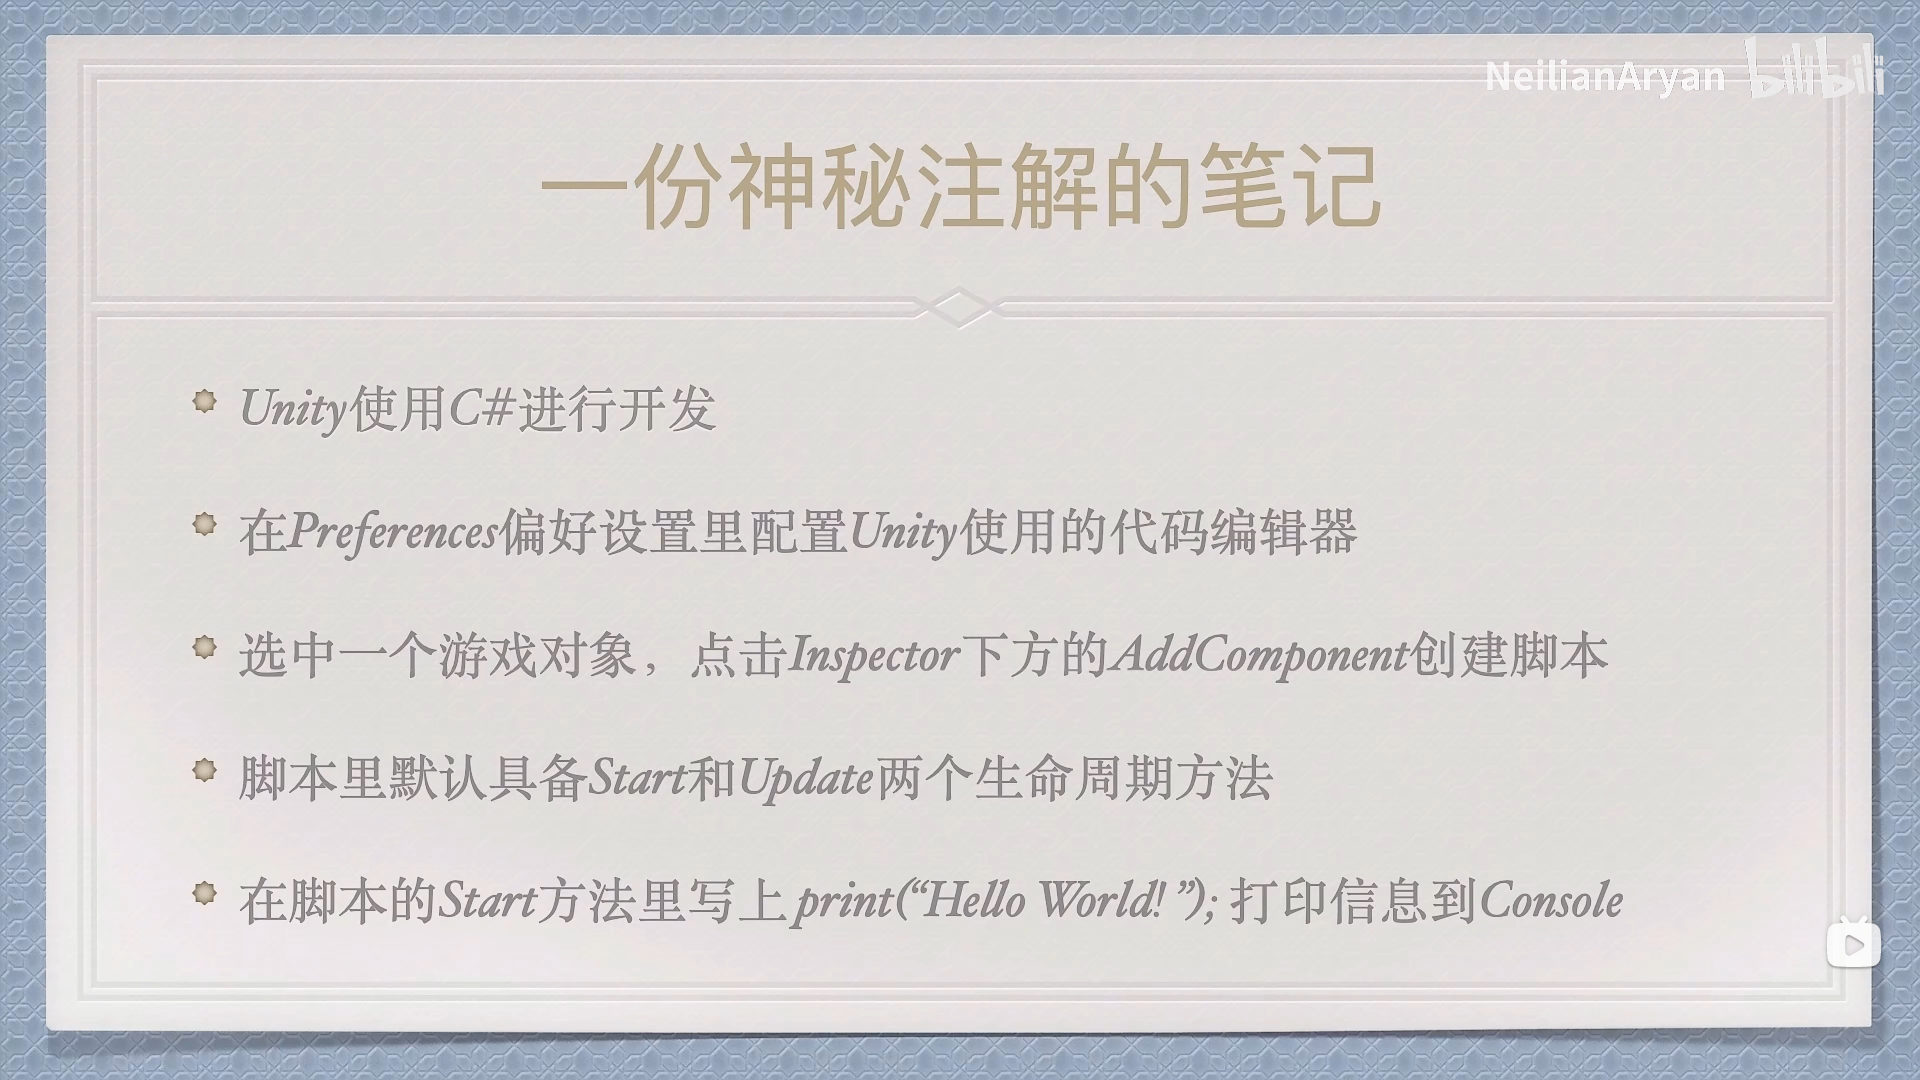 NeilianAryan bilibili
一份神秘注解的笔记
Unity使用C#进行开发
在Preferences偏好设置里配置Unity使用的代码编辑器
选中一个游戏对象，点击Inspector下方的AddComponent创建脚本
脚本里默认具备Start和Update两个生命周期方法
在脚本的Start方法里写上 print(“Hello World! ”); 打印信息到Console